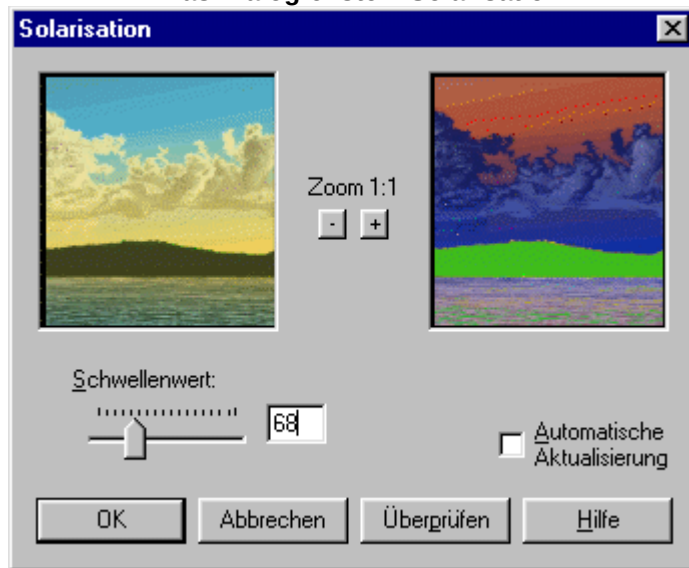 Solarisation
Zoom 1:1
- +
Schwellenwert:
68
Automatische
Aktualisierung
OK Abbrechen Überprüfen Hilfe